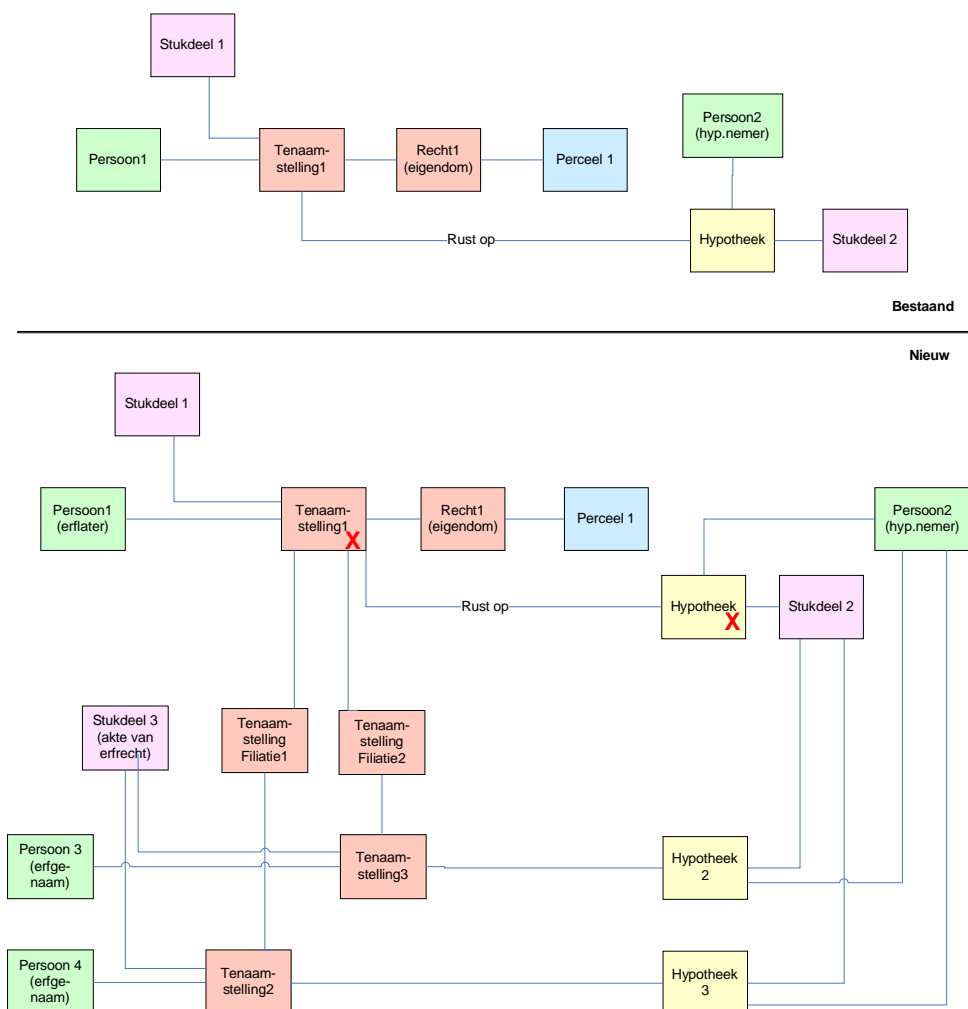 Stukdeel 1
Persoon1
Tenaam-
stelling1
Recht1
(eigendom)
Perceel 1
Persoon2
(hyp.nemer)
Rust op
Hypotheek
Stukdeel 2
Bestaand
Nieuw
Stukdeel 1
Persoon1
(erflater)
Tenaam-
stelling1
X
Recht1
(eigendom)
Perceel 1
Persoon2
(hyp.nemer)
Rust op
Hypotheek
X
Stukdeel 2
Stukdeel 3
(akte van
erfrecht)
Tenaam-
stelling
Filiatie1
Tenaam-
stelling
Filiatie2
Persoon 3
(erfge-
naam)
Tenaam-
stelling3
Hypotheek
2
Persoon 4
(erfge-
naam)
Tenaam-
stelling2
Hypotheek
3